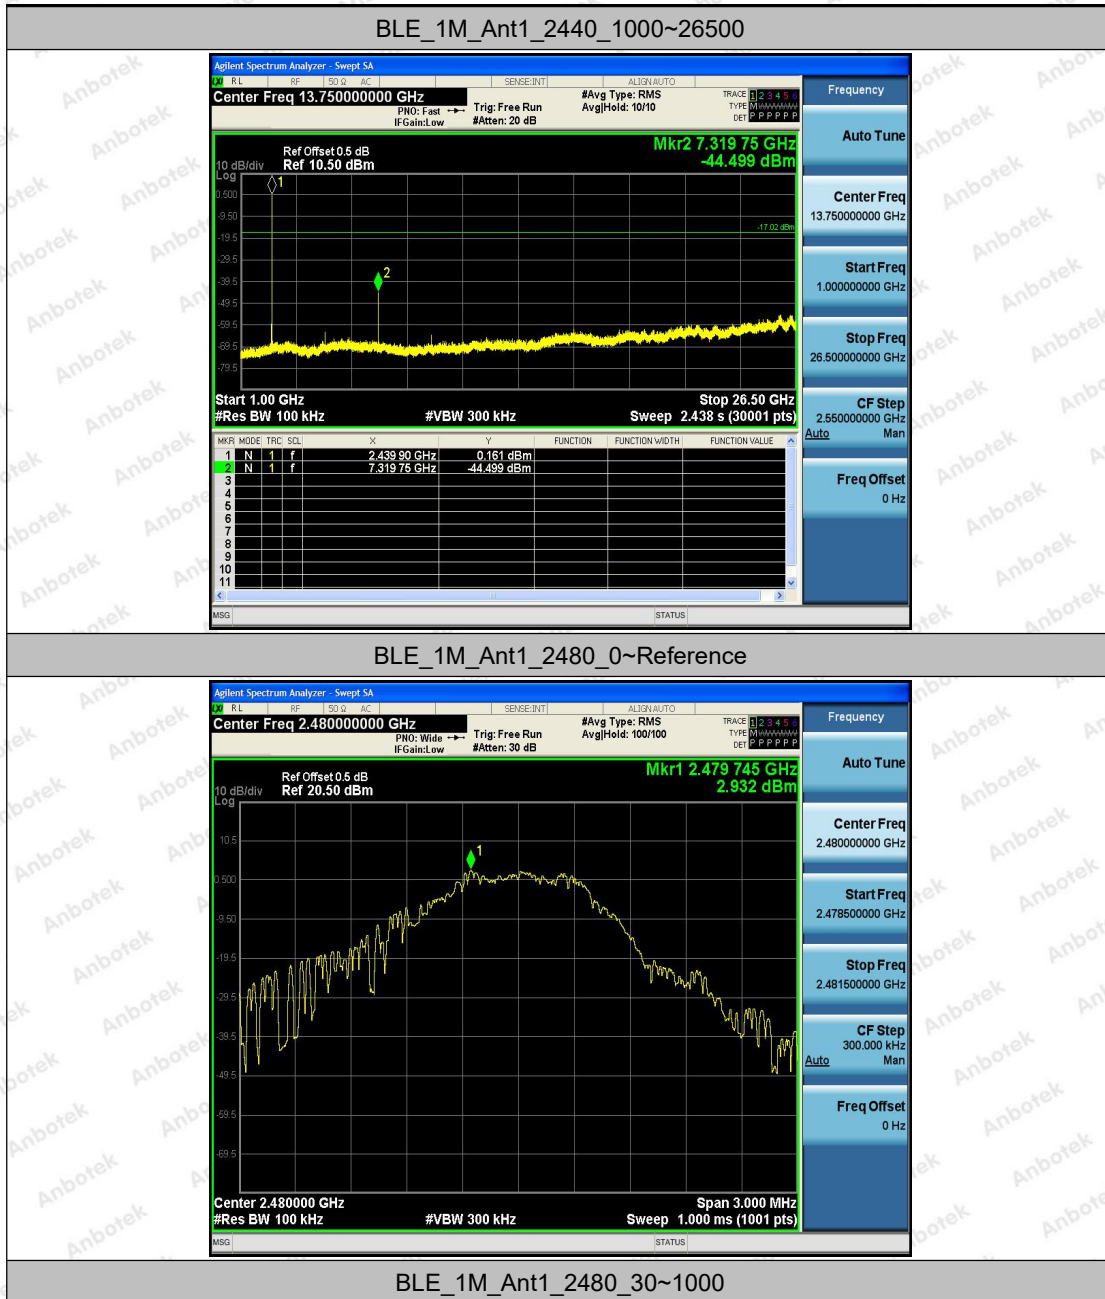 BLE_1M_Ant1_2440_1000~26500
Agilent Spectrum Analyzer - Swept SA
RL RF 50 Ω AC SENSE:INT ALIGN AUTO
Center Freq 13.750000000 GHz
PNO: Fast
IFGain:Low
Trig: Free Run
#Atten: 20 dB
#Avg Type: RMS
Avg|Hold: 10/10
TRACE 1 2 3 4 5 6
TYPE M
DET P P P P P P
Ref Offset 0.5 dB
10 dB/div Ref 10.50 dBm
Log
Mkr2 7.319 75 GHz
-44.499 dBm
1
0.500
-9.50
-17.02 dBm
-19.5
-29.5
2
-39.5
-49.5
-59.5
-69.5
-79.5
Start 1.00 GHz Stop 26.50 GHz
#Res BW 100 kHz #VBW 300 kHz Sweep 2.438 s (30001 pts)
MKR MODE TRC SCL X Y FUNCTION FUNCTION WIDTH FUNCTION VALUE
1 N 1 f 2.439 90 GHz 0.161 dBm
2 N 1 f 7.319 75 GHz -44.499 dBm
3
4
5
6
7
8
9
10
11
MSG STATUS
Frequency
Auto Tune
Center Freq
13.750000000 GHz
Start Freq
1.000000000 GHz
Stop Freq
26.500000000 GHz
CF Step
2.550000000 GHz
Auto Man
Freq Offset
0 Hz
BLE_1M_Ant1_2480_0~Reference
Agilent Spectrum Analyzer - Swept SA
RL RF 50 Ω AC SENSE:INT ALIGN AUTO
Center Freq 2.480000000 GHz
PNO: Wide
IFGain:Low
Trig: Free Run
#Atten: 30 dB
#Avg Type: RMS
Avg|Hold: 100/100
TRACE 1 2 3 4 5 6
TYPE M
DET P P P P P P
Ref Offset 0.5 dB
10 dB/div Ref 20.50 dBm
Log
Mkr1 2.479 745 GHz
2.932 dBm
10.5
1
0.500
-9.50
-19.5
-29.5
-39.5
-49.5
-59.5
-69.5
Center 2.480000 GHz Span 3.000 MHz
#Res BW 100 kHz #VBW 300 kHz Sweep 1.000 ms (1001 pts)
MSG STATUS
Frequency
Auto Tune
Center Freq
2.480000000 GHz
Start Freq
2.478500000 GHz
Stop Freq
2.481500000 GHz
CF Step
300.000 kHz
Auto Man
Freq Offset
0 Hz
BLE_1M_Ant1_2480_30~1000
Anbotek